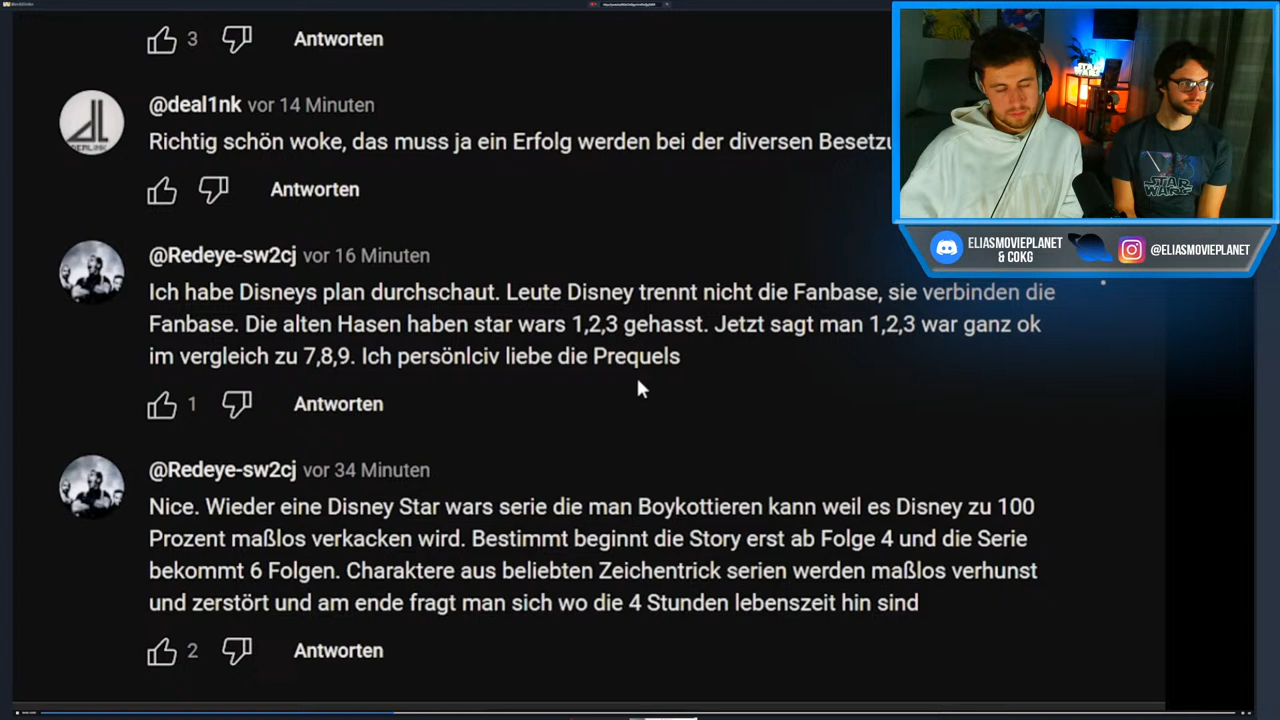 3 Antworten
@deal1nk vor 14 Minuten
Richtig schön woke, das muss ja ein Erfolg werden bei der diversen Besetzu
Antworten
@Redeye-sw2cj vor 16 Minuten
Ich habe Disneys plan durchschaut. Leute Disney trennt nicht die Fanbase, sie verbinden die
Fanbase. Die alten Hasen haben star wars 1,2,3 gehasst. Jetzt sagt man 1,2,3 war ganz ok
im vergleich zu 7,8,9. Ich persönlciv liebe die Prequels
1 Antworten
@Redeye-sw2cj vor 34 Minuten
Nice. Wieder eine Disney Star wars serie die man Boykottieren kann weil es Disney zu 100
Prozent maßlos verkacken wird. Bestimmt beginnt die Story erst ab Folge 4 und die Serie
bekommt 6 Folgen. Charaktere aus beliebten Zeichentrick serien werden maßlos verhunst
und zerstört und am ende fragt man sich wo die 4 Stunden lebenszeit hin sind
2 Antworten
STAR
WARS
STAR
WARS
ELIASMOVIEPLANET
& COKG
@ELIASMOVIEPLANET